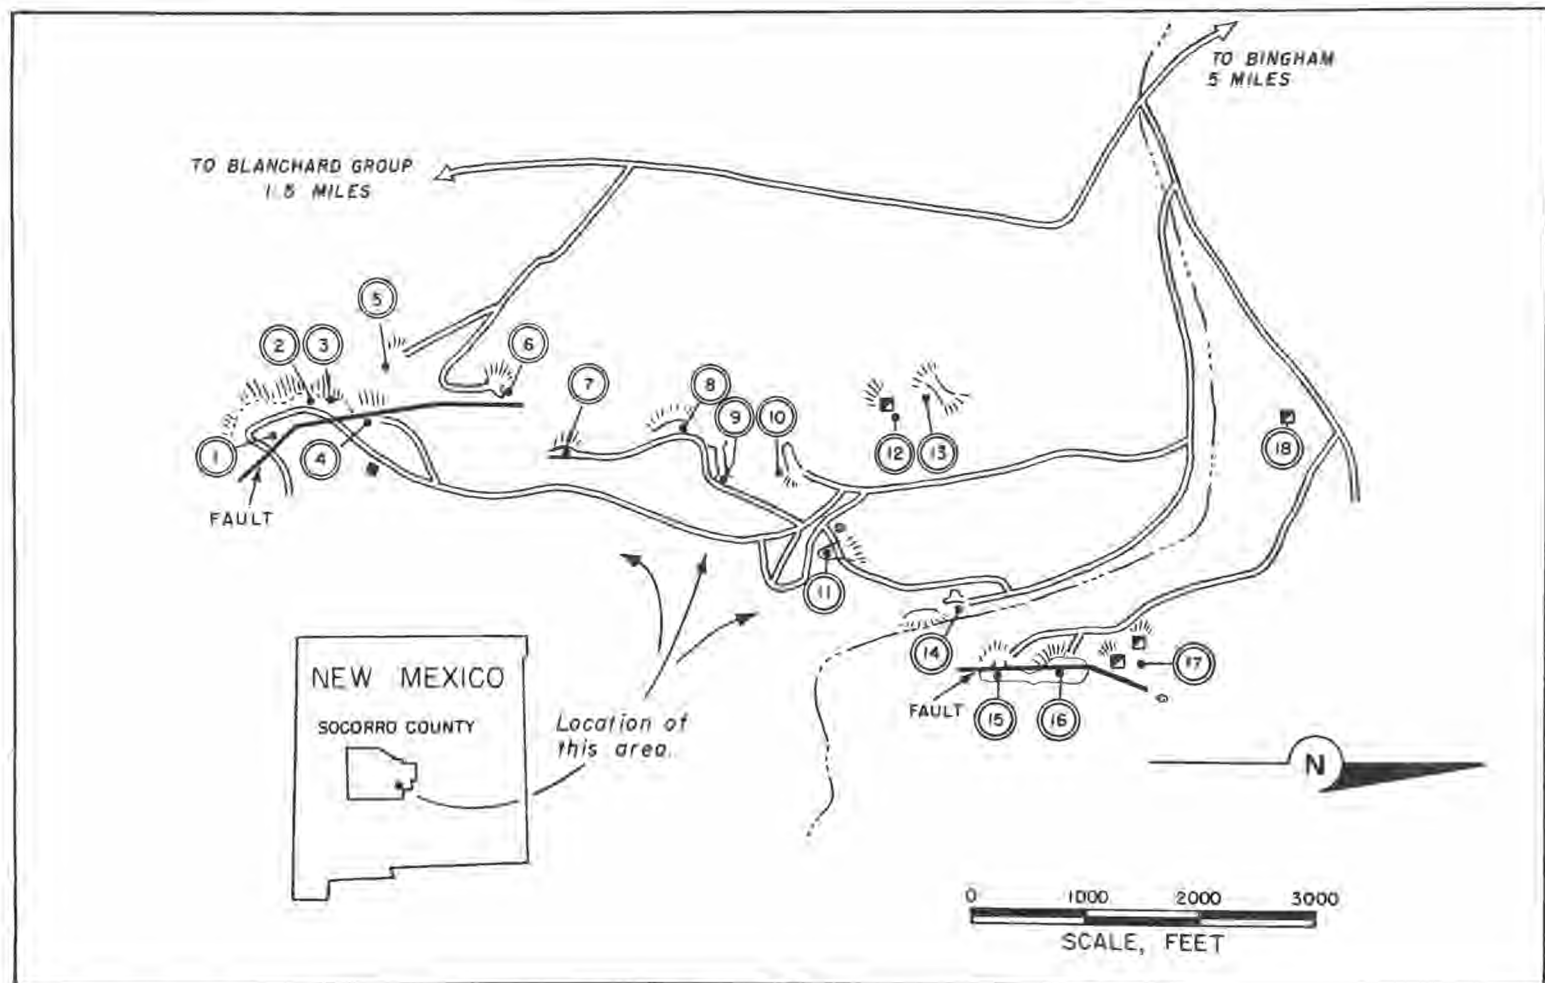 TO BINGHAM
5 MILES
TO BLANCHARD GROUP
1.5 MILES
5
2
3
6
7
8
9
10
12
13
18
1
4
FAULT
11
14
17
FAULT
15
16
NEW MEXICO
SOCORRO COUNTY
Location of
this area.
N
0 1000 2000 3000
SCALE, FEET